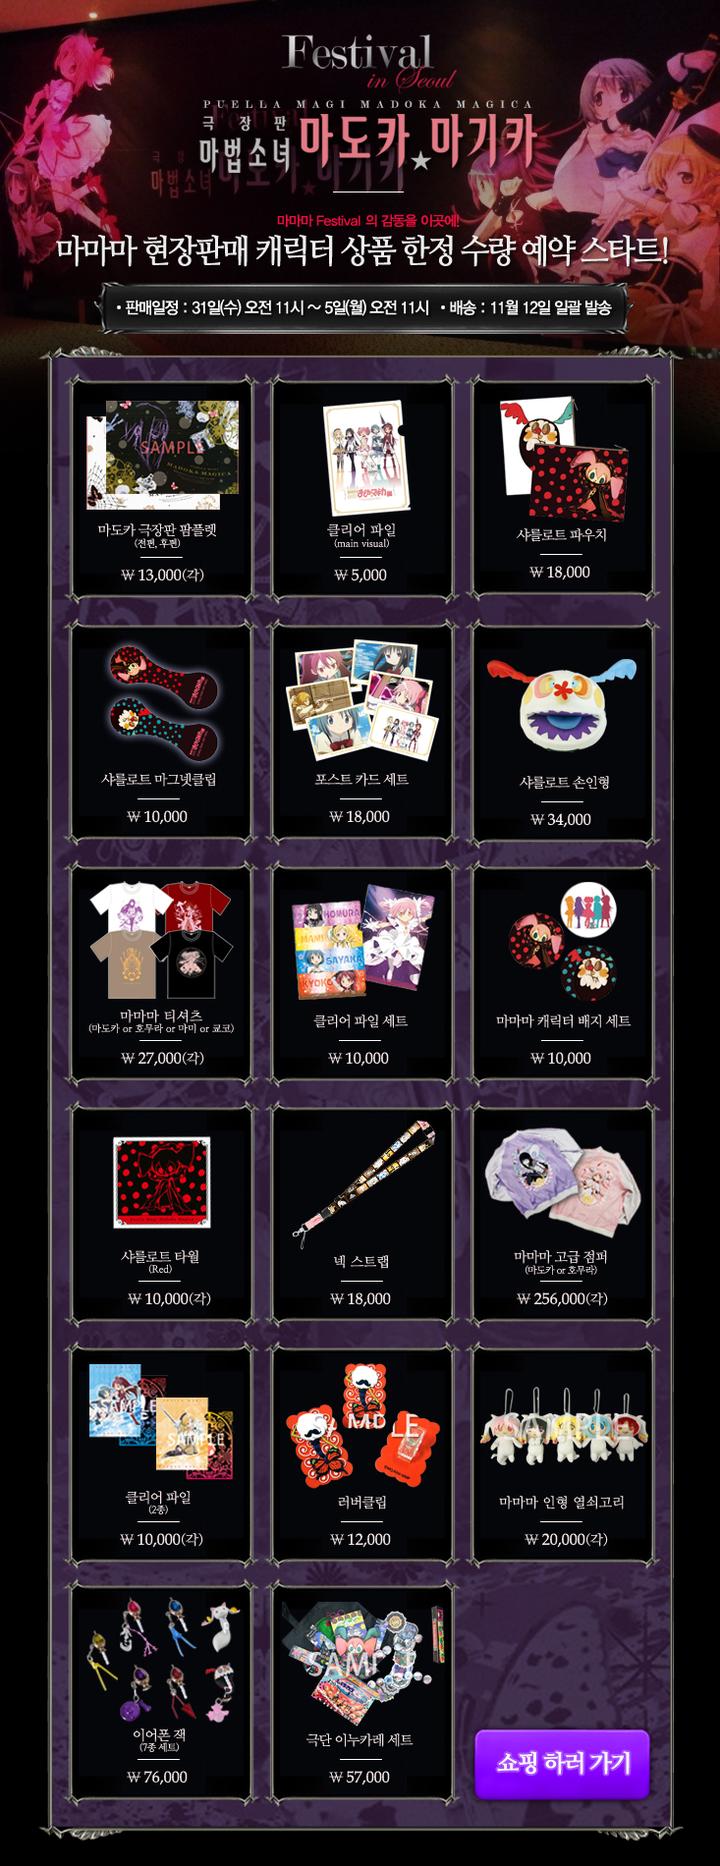 Festival
in Seoul
PUELLA MAGI MADOKA MAGICA
극장판
마법소녀 마도카★마기카
마마마 Festival 의 감동을 이곳에!
마마마 현장판매 캐릭터 상품 한정 수량 예약 스타트!
• 판매일정 : 31일(수) 오전 11시 ~ 5일(월) 오전 11시 • 배송 : 11월 12일 일괄 발송
SAMPLE
MADOKA MAGICA
마도카 극장판 팜플렛
(전편, 후편)
₩ 13,000(각)
클리어 파일
(main visual)
₩ 5,000
샤를로트 파우치
₩ 18,000
샤를로트 마그넷클립
₩ 10,000
포스트 카드 세트
₩ 18,000
샤를로트 손인형
₩ 34,000
마마마 티셔츠
(마도카 or 호무라 or 마미 or 쿄코)
₩ 27,000(각)
HOMURA
MAMI
SAYAKA
KYOKO
클리어 파일 세트
₩ 10,000
마마마 캐릭터 배지 세트
₩ 10,000
샤를로트 타월
(Red)
₩ 10,000(각)
넥 스트랩
₩ 18,000
마마마 고급 점퍼
(마도카 or 호무라)
₩ 256,000(각)
SAMPLE
SAMPLE
클리어 파일
(2종)
₩ 10,000(각)
러버클립
₩ 12,000
마마마 인형 열쇠고리
₩ 20,000(각)
이어폰 잭
(7종 세트)
₩ 76,000
극단 이누카레 세트
₩ 57,000
쇼핑 하러 가기